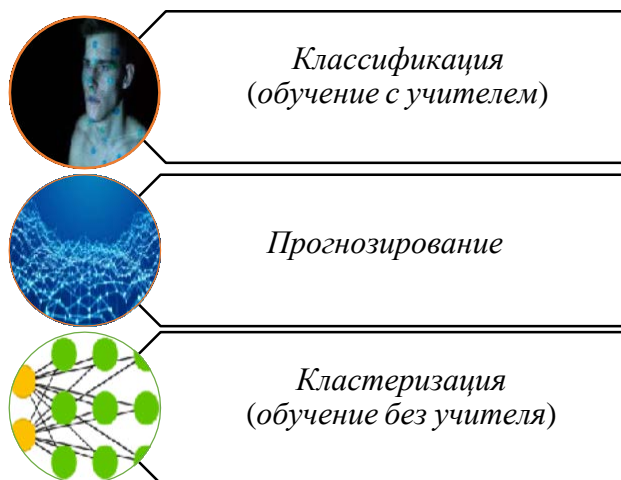 Классификация
(обучение с учителем)
Прогнозирование
Кластеризация
(обучение без учителя)